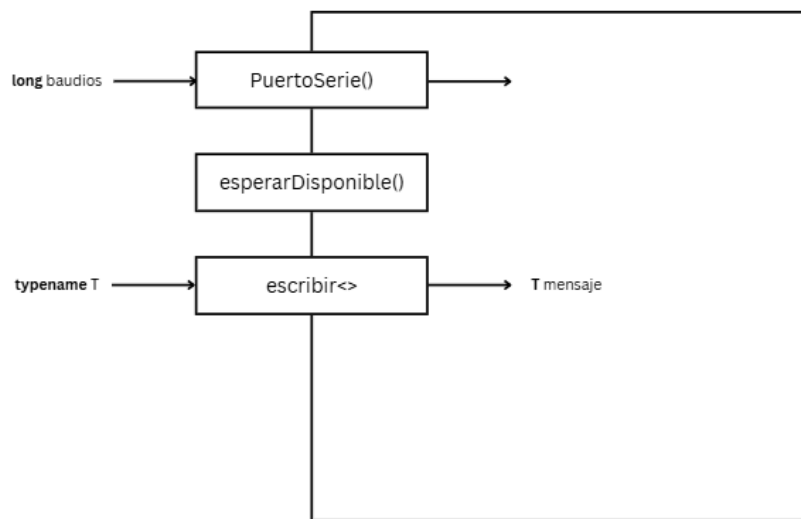 long baudios
PuertoSerie()
esperarDisponible()
typename T
escribir<>
T mensaje